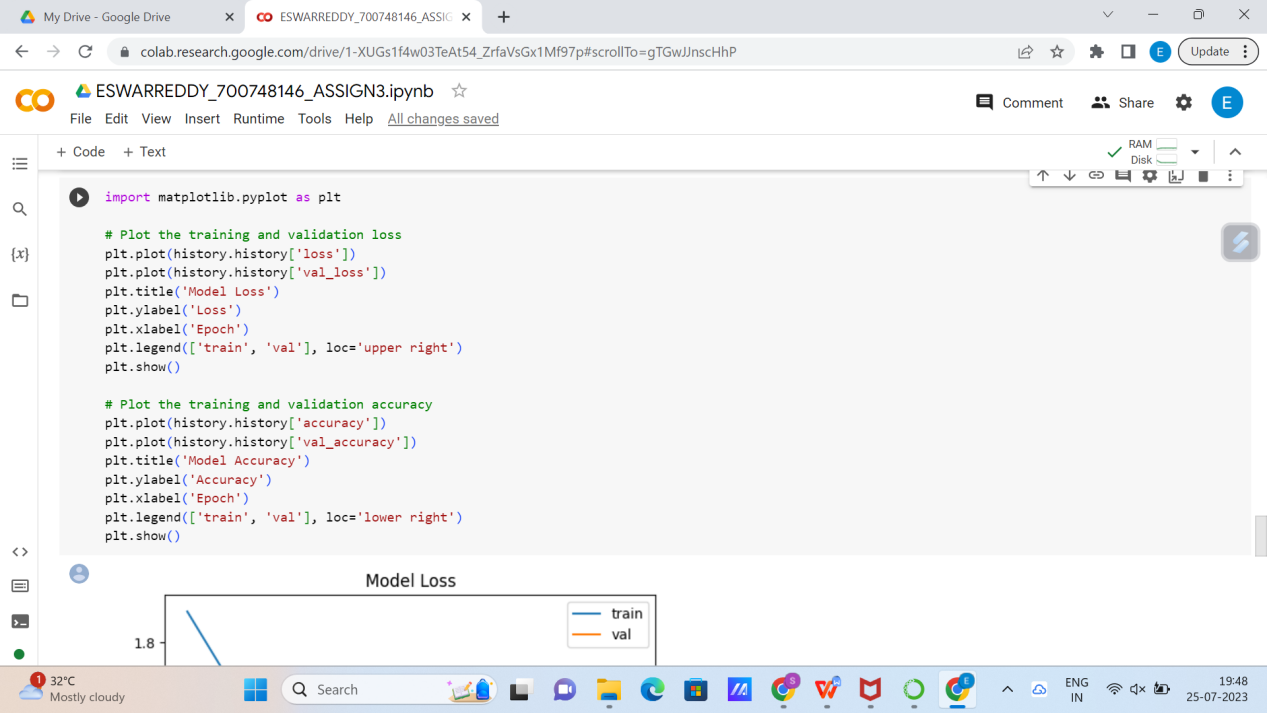 My Drive - Google Drive
ESWARREDDY_700748146_ASSIG
colab.research.google.com/drive/1-XUGs1f4w03TeAt54_ZrfaVsGx1Mf97p#scrollTo=gTGwJJnscHhP
E
Update
ESWARREDDY_700748146_ASSIGN3.ipynb
File Edit View Insert Runtime Tools Help All changes saved
Comment
Share
E
+ Code + Text
RAM
Disk
{x}
import matplotlib.pyplot as plt
# Plot the training and validation loss
plt.plot(history.history['loss'])
plt.plot(history.history['val_loss'])
plt.title('Model Loss')
plt.ylabel('Loss')
plt.xlabel('Epoch')
plt.legend(['train', 'val'], loc='upper right')
plt.show()
# Plot the training and validation accuracy
plt.plot(history.history['accuracy'])
plt.plot(history.history['val_accuracy'])
plt.title('Model Accuracy')
plt.ylabel('Accuracy')
plt.xlabel('Epoch')
plt.legend(['train', 'val'], loc='lower right')
plt.show()
Model Loss
train
val
1.8
1
32°C
Mostly cloudy
Search
S
E
ENG
IN
19:48
25-07-2023